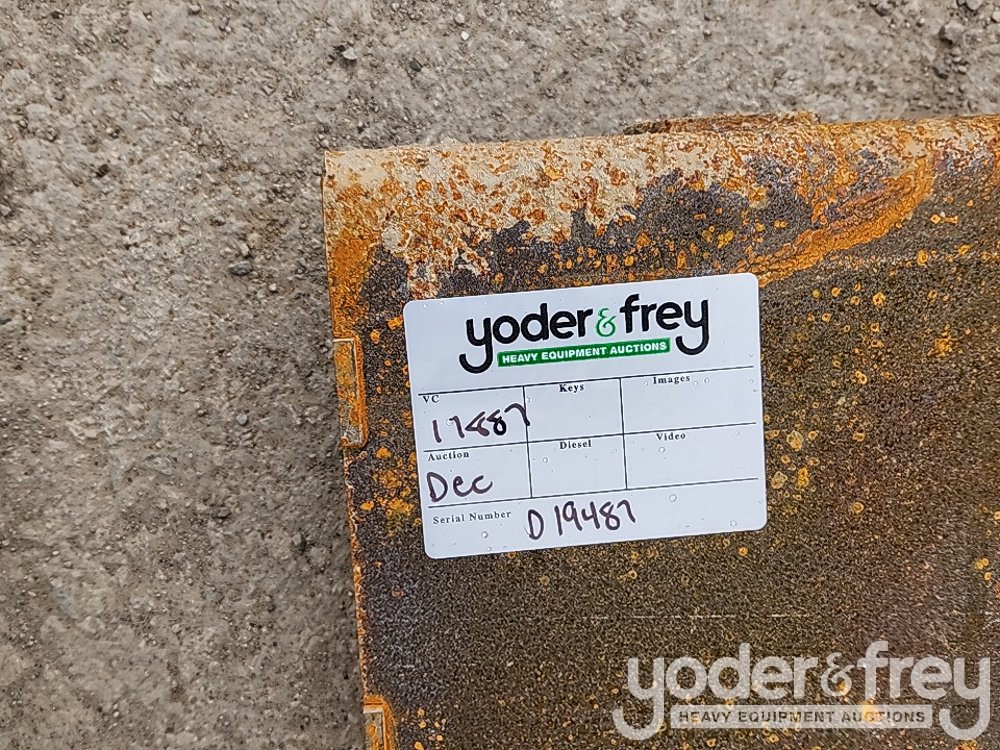 yoder & frey
HEAVY EQUIPMENT AUCTIONS
VC Keys Images
17887
Auction Diesel Video
Dec
Serial Number D19487
yoder & frey
HEAVY EQUIPMENT AUCTIONS